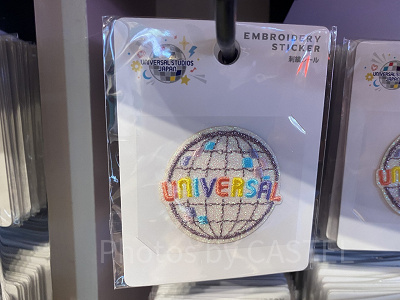 UNIVERSAL STUDIOS
JAPAN
EMBROIDERY
STICKER
刺繍シール
UNIVERSAL
Photos by CASTEL